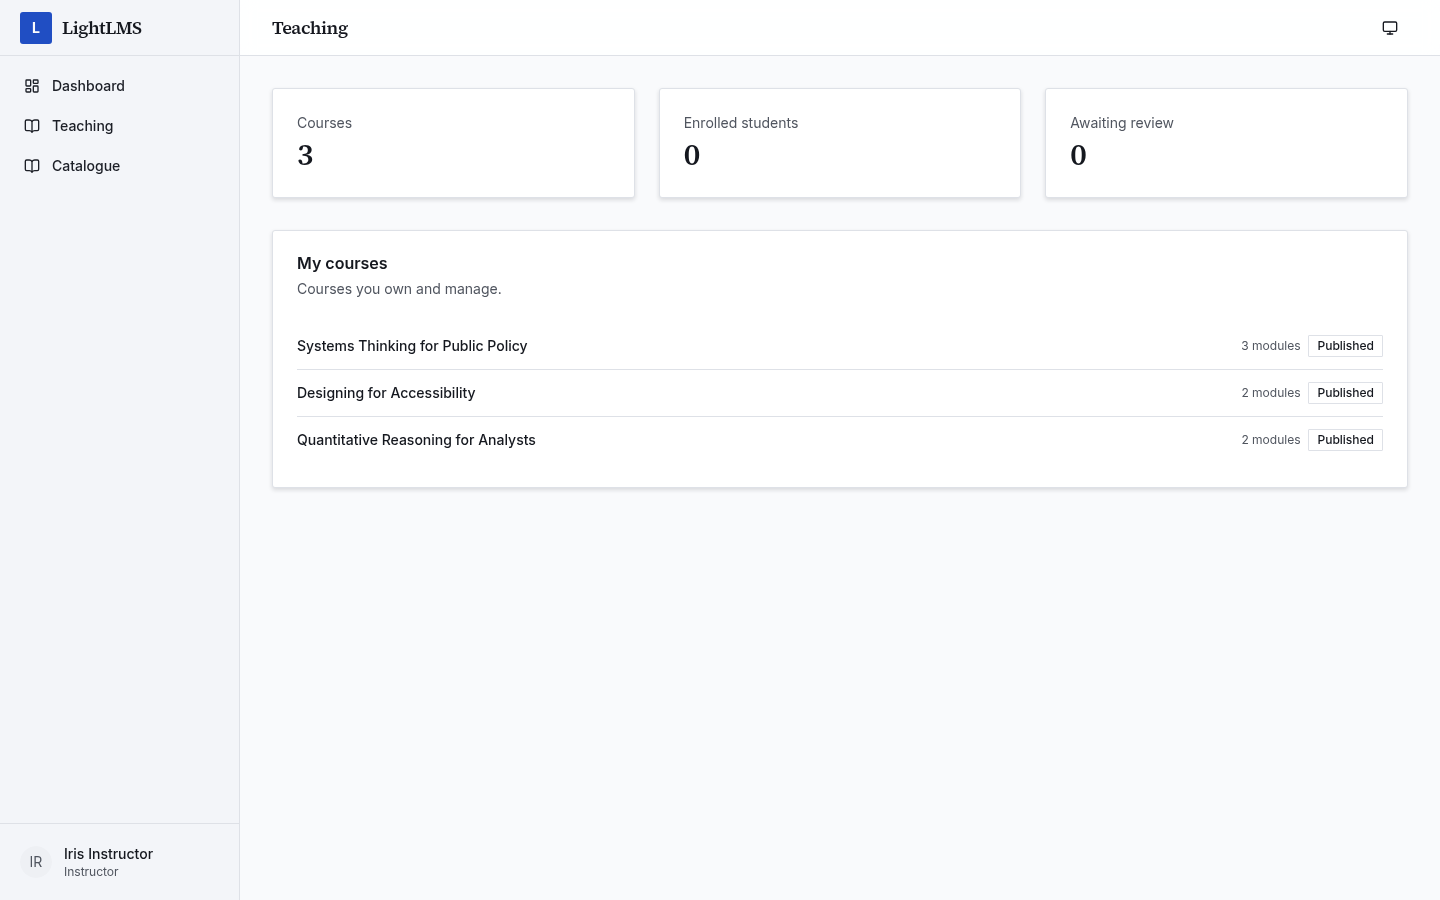 L
LightLMS
Teaching
Dashboard
Teaching
Catalogue
Courses
3
Enrolled students
0
Awaiting review
0
My courses
Courses you own and manage.
Systems Thinking for Public Policy 3 modules Published
Designing for Accessibility 2 modules Published
Quantitative Reasoning for Analysts 2 modules Published
IR
Iris Instructor
Instructor